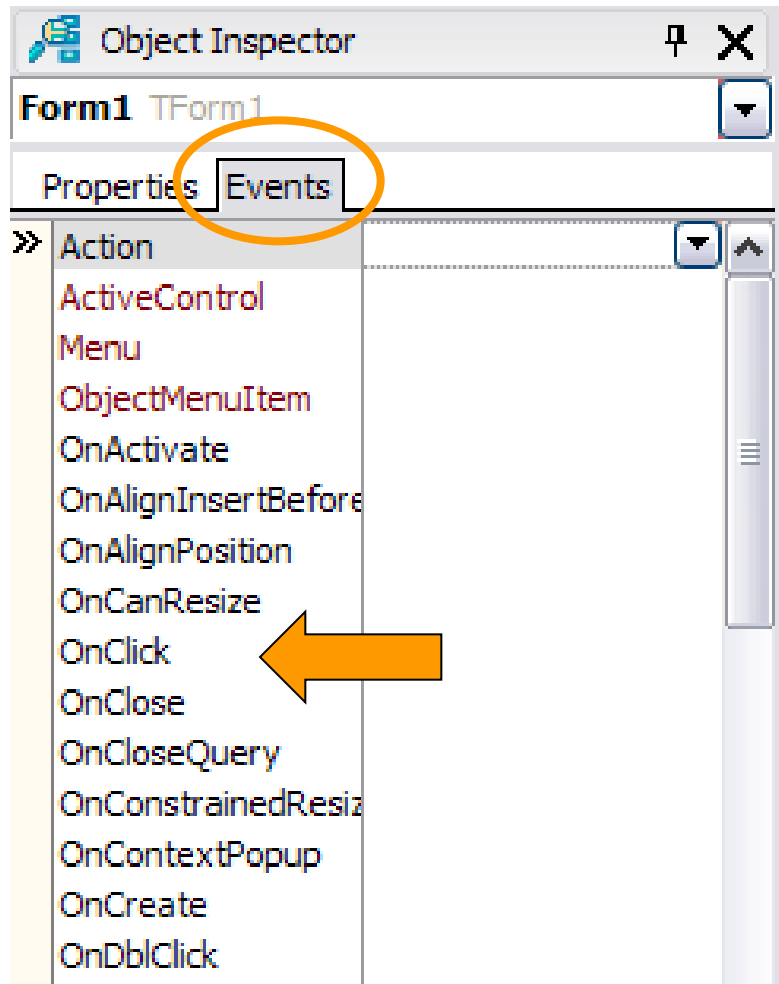 Object Inspector
Form1 TForm1
Properties Events
Action
ActiveControl
Menu
ObjectMenuItem
OnActivate
OnAlignInsertBefore
OnAlignPosition
OnCanResize
OnClick
OnClose
OnCloseQuery
OnConstrainedResiz
OnContextPopup
OnCreate
OnDblClick